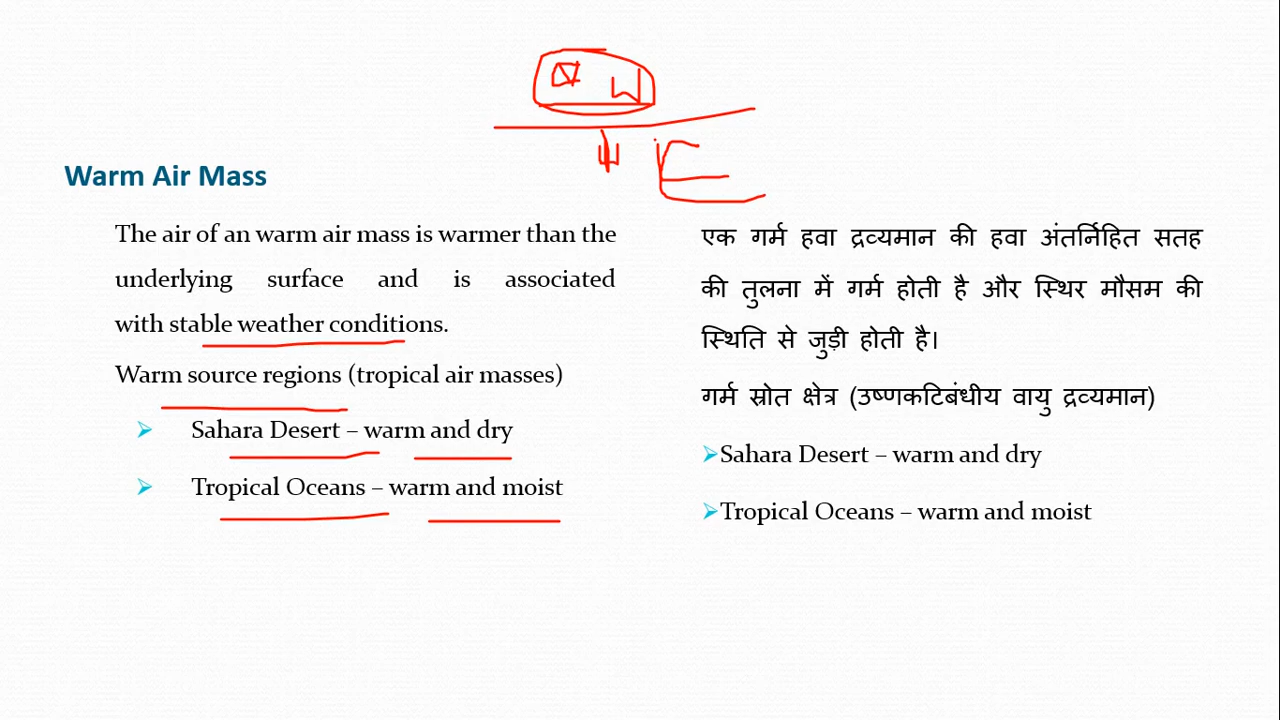 W
E
Warm Air Mass
The air of an warm air mass is warmer than the
underlying surface and is associated
with stable weather conditions.
Warm source regions (tropical air masses)
Sahara Desert – warm and dry
Tropical Oceans – warm and moist
एक गर्म हवा द्रव्यमान की हवा अंतर्निहित सतह
की तुलना में गर्म होती है और स्थिर मौसम की
स्थिति से जुड़ी होती है।
गर्म स्रोत क्षेत्र (उष्णकटिबंधीय वायु द्रव्यमान)
Sahara Desert – warm and dry
Tropical Oceans – warm and moist